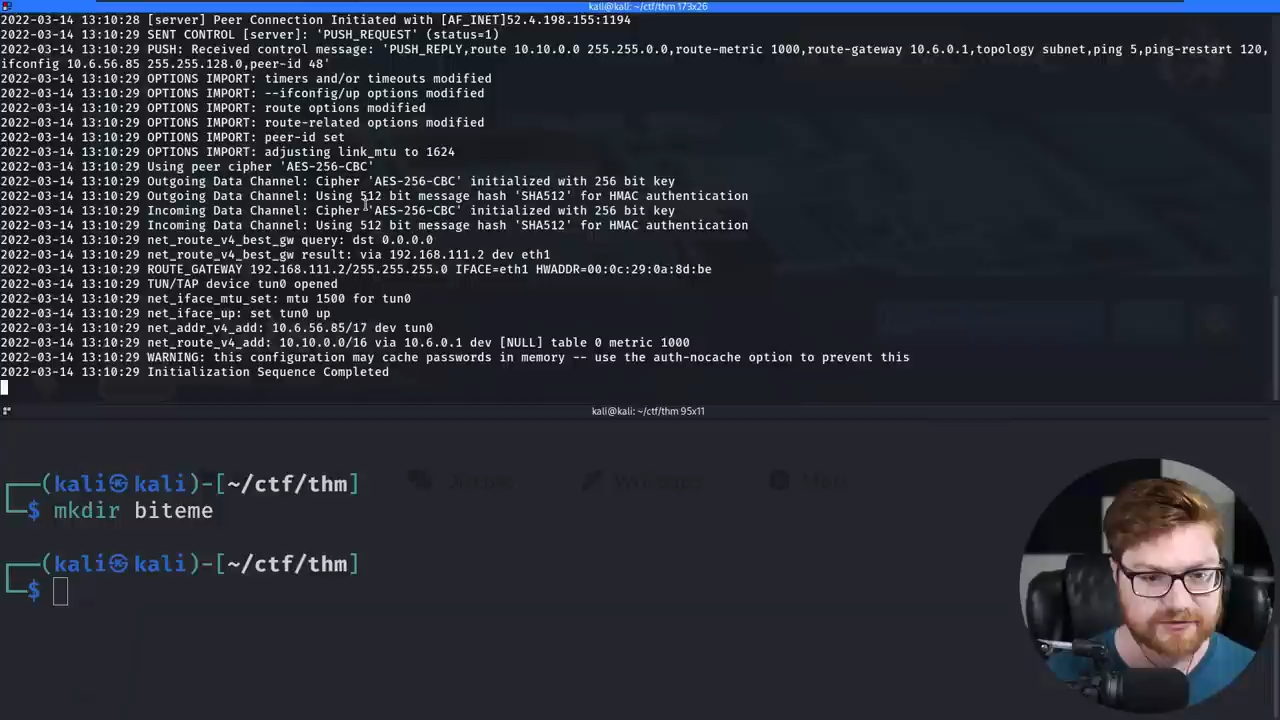 kali@kali: ~/ctf/thm 173x26
2022-03-14 13:10:28 [server] Peer Connection Initiated with [AF_INET]52.4.198.155:1194
2022-03-14 13:10:29 SENT CONTROL [server]: 'PUSH_REQUEST' (status=1)
2022-03-14 13:10:29 PUSH: Received control message: 'PUSH_REPLY,route 10.10.0.0 255.255.0.0,route-metric 1000,route-gateway 10.6.0.1,topology subnet,ping 5,ping-restart 120,
ifconfig 10.6.56.85 255.255.128.0,peer-id 48'
2022-03-14 13:10:29 OPTIONS IMPORT: timers and/or timeouts modified
2022-03-14 13:10:29 OPTIONS IMPORT: --ifconfig/up options modified
2022-03-14 13:10:29 OPTIONS IMPORT: route options modified
2022-03-14 13:10:29 OPTIONS IMPORT: route-related options modified
2022-03-14 13:10:29 OPTIONS IMPORT: peer-id set
2022-03-14 13:10:29 OPTIONS IMPORT: adjusting link_mtu to 1624
2022-03-14 13:10:29 Using peer cipher 'AES-256-CBC'
2022-03-14 13:10:29 Outgoing Data Channel: Cipher 'AES-256-CBC' initialized with 256 bit key
2022-03-14 13:10:29 Outgoing Data Channel: Using 512 bit message hash 'SHA512' for HMAC authentication
2022-03-14 13:10:29 Incoming Data Channel: Cipher 'AES-256-CBC' initialized with 256 bit key
2022-03-14 13:10:29 Incoming Data Channel: Using 512 bit message hash 'SHA512' for HMAC authentication
2022-03-14 13:10:29 net_route_v4_best_gw query: dst 0.0.0.0
2022-03-14 13:10:29 net_route_v4_best_gw result: via 192.168.111.2 dev eth1
2022-03-14 13:10:29 ROUTE_GATEWAY 192.168.111.2/255.255.255.0 IFACE=eth1 HWADDR=00:0c:29:0a:8d:be
2022-03-14 13:10:29 TUN/TAP device tun0 opened
2022-03-14 13:10:29 net_iface_mtu_set: mtu 1500 for tun0
2022-03-14 13:10:29 net_iface_up: set tun0 up
2022-03-14 13:10:29 net_addr_v4_add: 10.6.56.85/17 dev tun0
2022-03-14 13:10:29 net_route_v4_add: 10.10.0.0/16 via 10.6.0.1 dev [NULL] table 0 metric 1000
2022-03-14 13:10:29 WARNING: this configuration may cache passwords in memory -- use the auth-nocache option to prevent this
2022-03-14 13:10:29 Initialization Sequence Completed
kali@kali: ~/ctf/thm 95x11
┌──(kali㉿kali)-[~/ctf/thm]
└─$ mkdir biteme
┌──(kali㉿kali)-[~/ctf/thm]
└─$